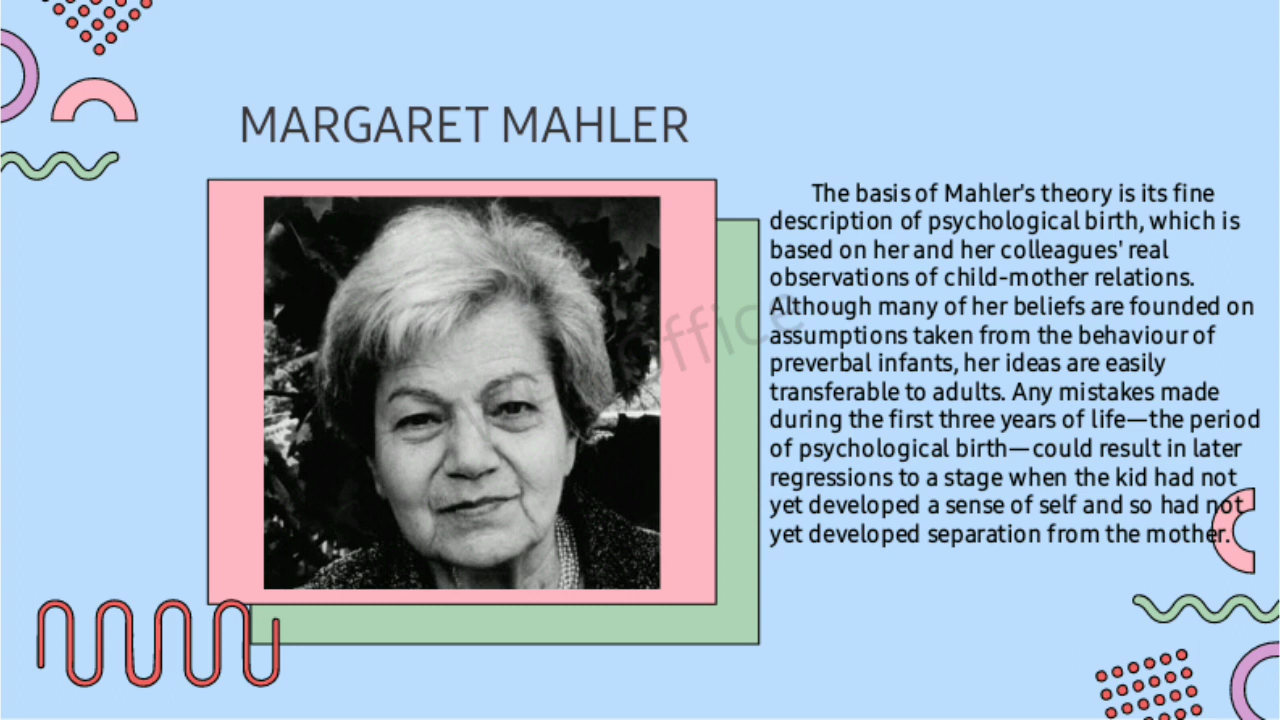 MARGARET MAHLER
The basis of Mahler's theory is its fine
description of psychological birth, which is
based on her and her colleagues' real
observations of child-mother relations.
Although many of her beliefs are founded on
assumptions taken from the behaviour of
preverbal infants, her ideas are easily
transferable to adults. Any mistakes made
during the first three years of life—the period
of psychological birth—could result in later
regressions to a stage when the kid had not
yet developed a sense of self and so had not
yet developed separation from the mother.
office